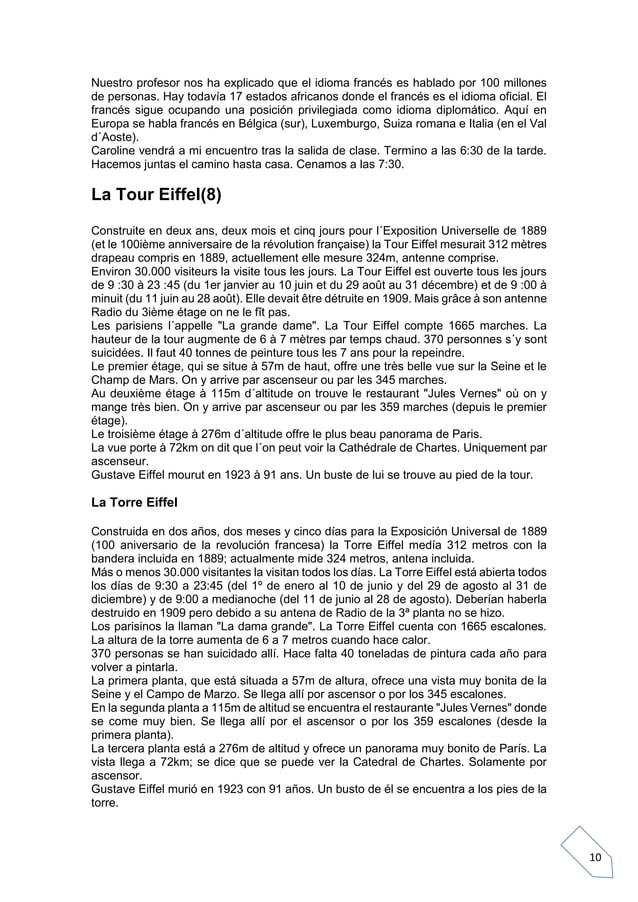 Nuestro profesor nos ha explicado que el idioma francés es hablado por 100 millones
de personas. Hay todavía 17 estados africanos donde el francés es el idioma oficial. El
francés sigue ocupando una posición privilegiada como idioma diplomático. Aquí en
Europa se habla francés en Bélgica (sur), Luxemburgo, Suiza romana e Italia (en el Val
d´Aoste).
Caroline vendrá a mi encuentro tras la salida de clase. Termino a las 6:30 de la tarde.
Hacemos juntas el camino hasta casa. Cenamos a las 7:30.
La Tour Eiffel(8)
Construite en deux ans, deux mois et cinq jours pour l´Exposition Universelle de 1889
(et le 100ième anniversaire de la révolution française) la Tour Eiffel mesurait 312 mètres
drapeau compris en 1889, actuellement elle mesure 324m, antenne comprise.
Environ 30.000 visiteurs la visite tous les jours. La Tour Eiffel est ouverte tous les jours
de 9 :30 à 23 :45 (du 1er janvier au 10 juin et du 29 août au 31 décembre) et de 9 :00 à
minuit (du 11 juin au 28 août). Elle devait être détruite en 1909. Mais grâce à son antenne
Radio du 3ième étage on ne le fît pas.
Les parisiens l´appelle "La grande dame". La Tour Eiffel compte 1665 marches. La
hauteur de la tour augmente de 6 à 7 mètres par temps chaud. 370 personnes s´y sont
suicidées. Il faut 40 tonnes de peinture tous les 7 ans pour la repeindre.
Le premier étage, qui se situe à 57m de haut, offre une très belle vue sur la Seine et le
Champ de Mars. On y arrive par ascenseur ou par les 345 marches.
Au deuxième étage à 115m d´altitude on trouve le restaurant "Jules Vernes" où on y
mange très bien. On y arrive par ascenseur ou par les 359 marches (depuis le premier
étage).
Le troisième étage à 276m d´altitude offre le plus beau panorama de Paris.
La vue porte à 72km on dit que l´on peut voir la Cathédrale de Chartes. Uniquement par
ascenseur.
Gustave Eiffel mourut en 1923 à 91 ans. Un buste de lui se trouve au pied de la tour.
La Torre Eiffel
Construida en dos años, dos meses y cinco días para la Exposición Universal de 1889
(100 aniversario de la revolución francesa) la Torre Eiffel medía 312 metros con la
bandera incluida en 1889; actualmente mide 324 metros, antena incluida.
Más o menos 30.000 visitantes la visitan todos los días. La Torre Eiffel está abierta todos
los días de 9:30 a 23:45 (del 1º de enero al 10 de junio y del 29 de agosto al 31 de
diciembre) y de 9:00 a medianoche (del 11 de junio al 28 de agosto). Deberían haberla
destruido en 1909 pero debido a su antena de Radio de la 3ª planta no se hizo.
Los parisinos la llaman "La dama grande". La Torre Eiffel cuenta con 1665 escalones.
La altura de la torre aumenta de 6 a 7 metros cuando hace calor.
370 personas se han suicidado allí. Hace falta 40 toneladas de pintura cada año para
volver a pintarla.
La primera planta, que está situada a 57m de altura, ofrece una vista muy bonita de la
Seine y el Campo de Marzo. Se llega allí por ascensor o por los 345 escalones.
En la segunda planta a 115m de altitud se encuentra el restaurante "Jules Vernes" donde
se come muy bien. Se llega allí por el ascensor o por los 359 escalones (desde la
primera planta).
La tercera planta está a 276m de altitud y ofrece un panorama muy bonito de París. La
vista llega a 72km; se dice que se puede ver la Catedral de Chartes. Solamente por
ascensor.
Gustave Eiffel murió en 1923 con 91 años. Un busto de él se encuentra a los pies de la
torre.
10